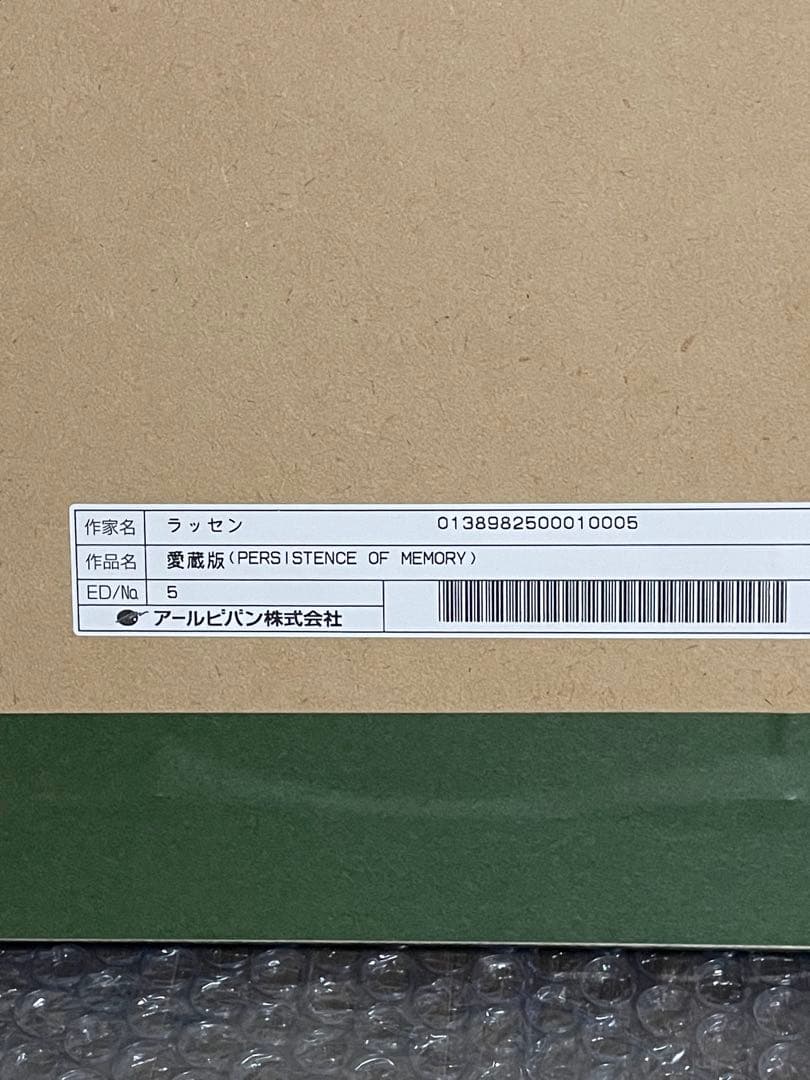 作家名 ラッセン 0138982500010005
作品名 愛蔵版(PERSISTENCE OF MEMORY)
ED/No. 5
アールビバン株式会社